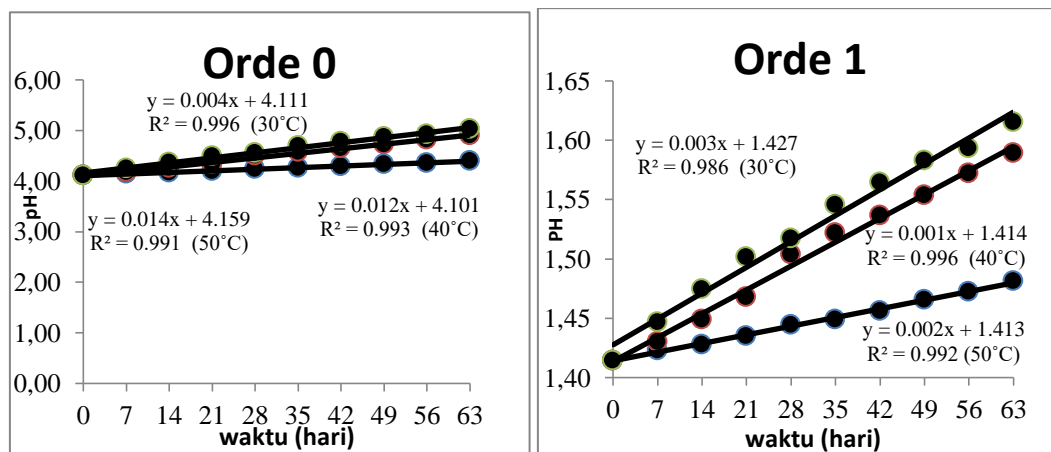 Orde 0
6,00
5,00
4,00
3,00
2,00
1,00
0,00
pH
y = 0.004x + 4.111
R² = 0.996 (30˚C)
y = 0.014x + 4.159
R² = 0.991 (50˚C)
y = 0.012x + 4.101
R² = 0.993 (40˚C)
0 7 14 21 28 35 42 49 56 63
waktu (hari)
Orde 1
1,65
1,60
1,55
1,50
1,45
1,40
PH
y = 0.003x + 1.427
R² = 0.986 (30˚C)
y = 0.001x + 1.414
R² = 0.996 (40˚C)
y = 0.002x + 1.413
R² = 0.992 (50˚C)
0 7 14 21 28 35 42 49 56 63
waktu (hari)